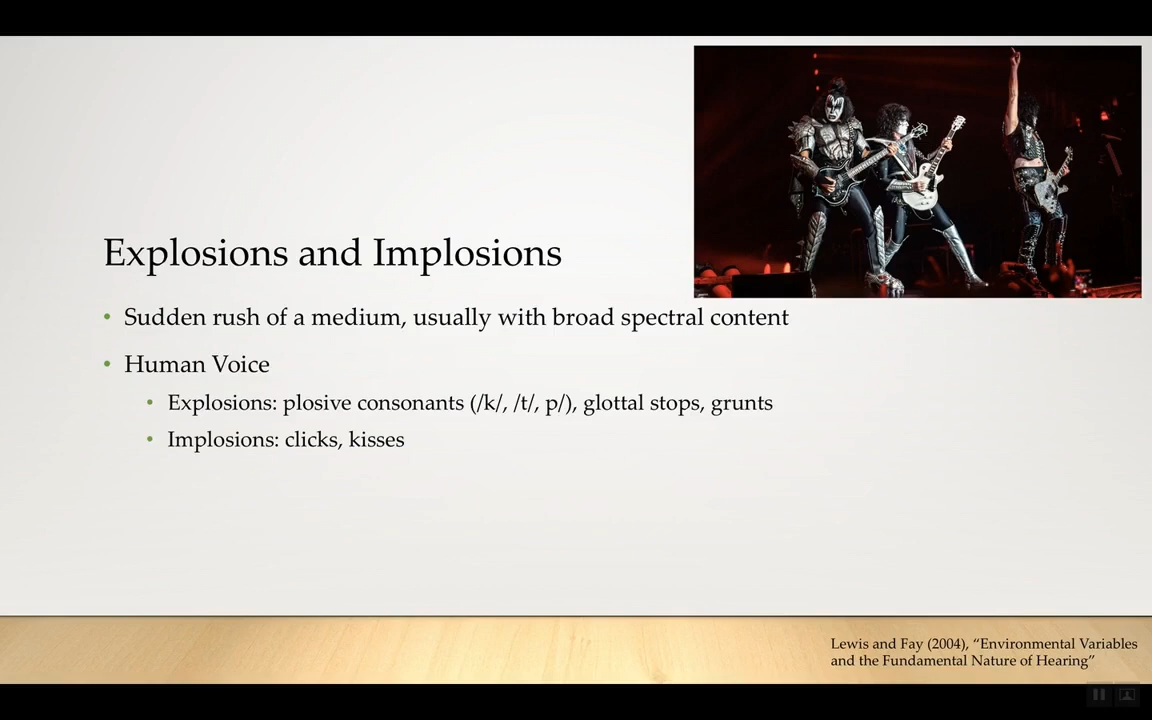 Explosions and Implosions
• Sudden rush of a medium, usually with broad spectral content
• Human Voice
• Explosions: plosive consonants (/k/, /t/, p/), glottal stops, grunts
• Implosions: clicks, kisses
Lewis and Fay (2004), “Environmental Variables
and the Fundamental Nature of Hearing”